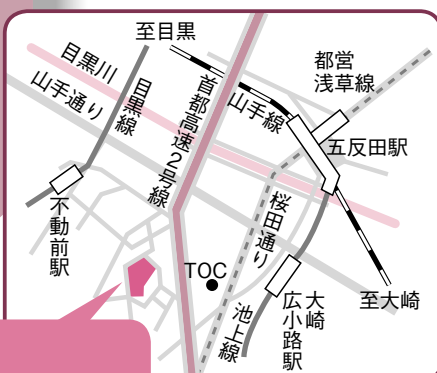 至目黒
目黒川
山手通り
目黒線
首都高速2号線
山手線
都営
浅草線
五反田駅
不動前駅
桜田通り
TOC
池上線
大崎
広小路駅
至大崎